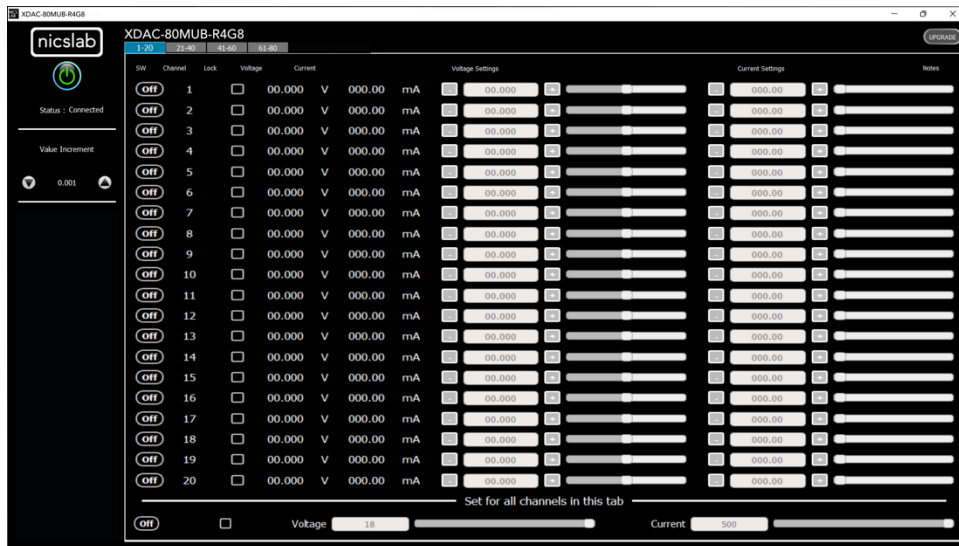 XDAC-80MUB-R4G8
nicslab
XDAC-80MUB-R4G8
UPGRADE
1-20 21-40 41-60 61-80
SW Channel Lock Voltage Current Voltage Settings Current Settings Notes
Status : Connected
Value Increment
0.001
Off 1 00.000 V 000.00 mA - 00.000 + - 000.00 +
Off 2 00.000 V 000.00 mA - 00.000 + - 000.00 +
Off 3 00.000 V 000.00 mA - 00.000 + - 000.00 +
Off 4 00.000 V 000.00 mA - 00.000 + - 000.00 +
Off 5 00.000 V 000.00 mA - 00.000 + - 000.00 +
Off 6 00.000 V 000.00 mA - 00.000 + - 000.00 +
Off 7 00.000 V 000.00 mA - 00.000 + - 000.00 +
Off 8 00.000 V 000.00 mA - 00.000 + - 000.00 +
Off 9 00.000 V 000.00 mA - 00.000 + - 000.00 +
Off 10 00.000 V 000.00 mA - 00.000 + - 000.00 +
Off 11 00.000 V 000.00 mA - 00.000 + - 000.00 +
Off 12 00.000 V 000.00 mA - 00.000 + - 000.00 +
Off 13 00.000 V 000.00 mA - 00.000 + - 000.00 +
Off 14 00.000 V 000.00 mA - 00.000 + - 000.00 +
Off 15 00.000 V 000.00 mA - 00.000 + - 000.00 +
Off 16 00.000 V 000.00 mA - 00.000 + - 000.00 +
Off 17 00.000 V 000.00 mA - 00.000 + - 000.00 +
Off 18 00.000 V 000.00 mA - 00.000 + - 000.00 +
Off 19 00.000 V 000.00 mA - 00.000 + - 000.00 +
Off 20 00.000 V 000.00 mA - 00.000 + - 000.00 +
Set for all channels in this tab
Off Voltage 18 Current 500